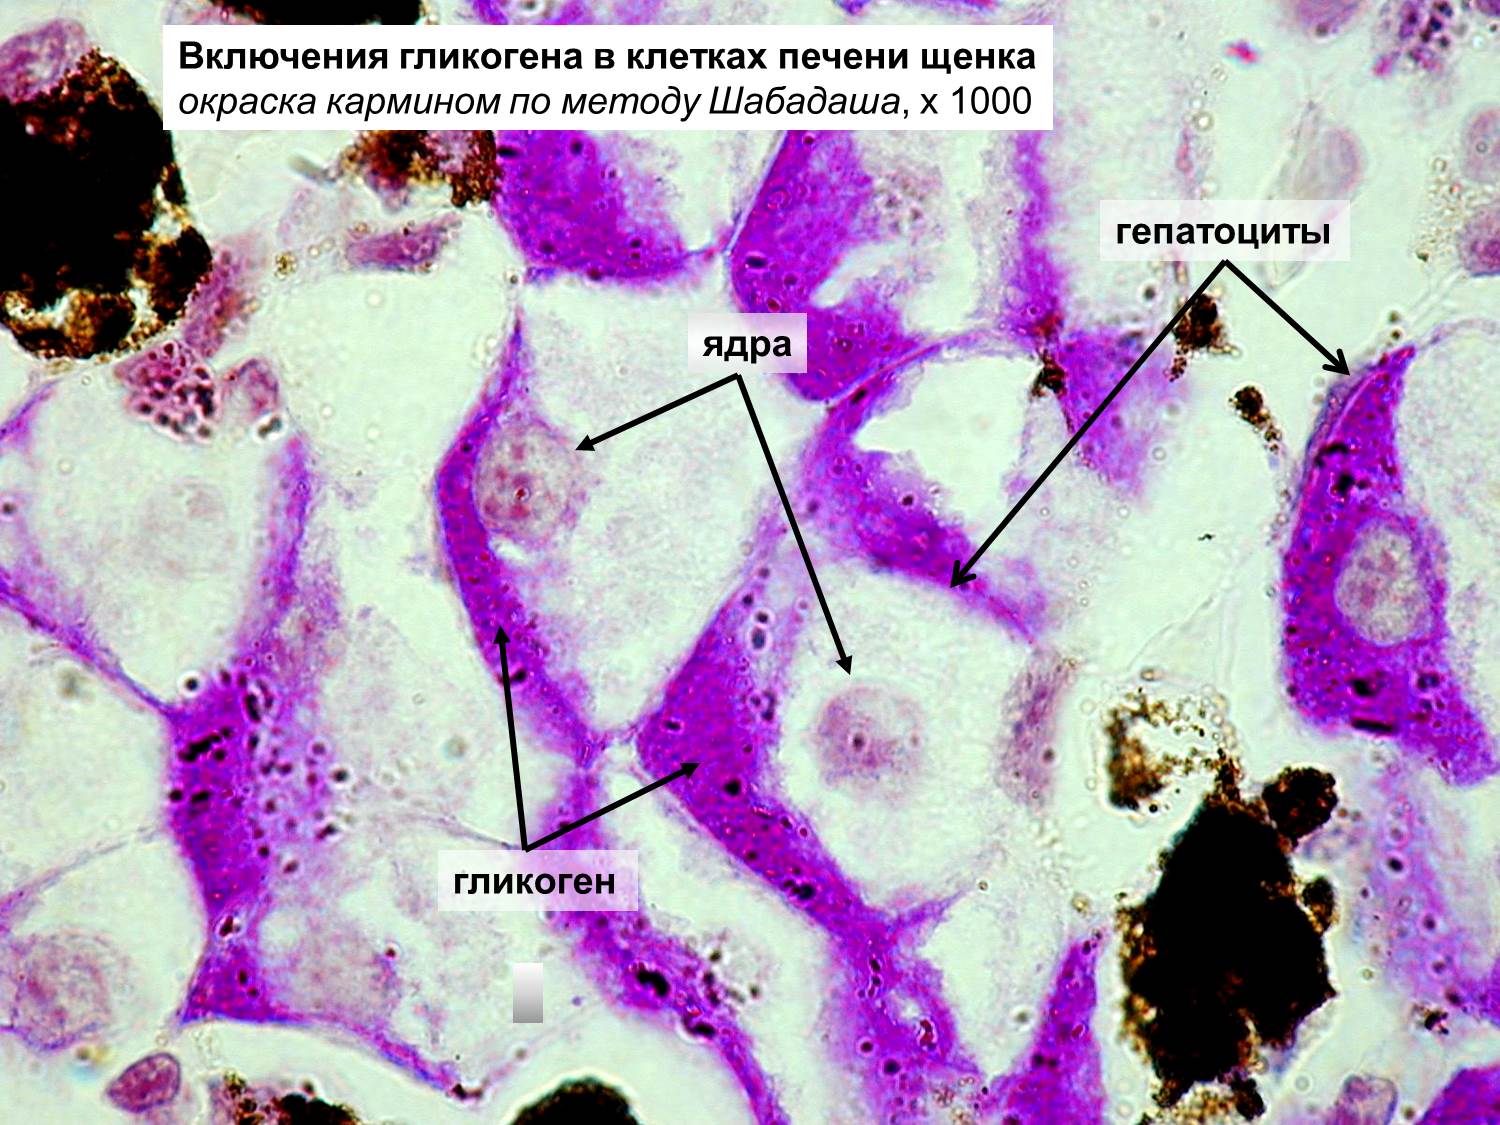 Включения гликогена в клетках печени щенка
окраска кармином по методу Шабадаша, х 1000
гепатоциты
ядра
гликоген